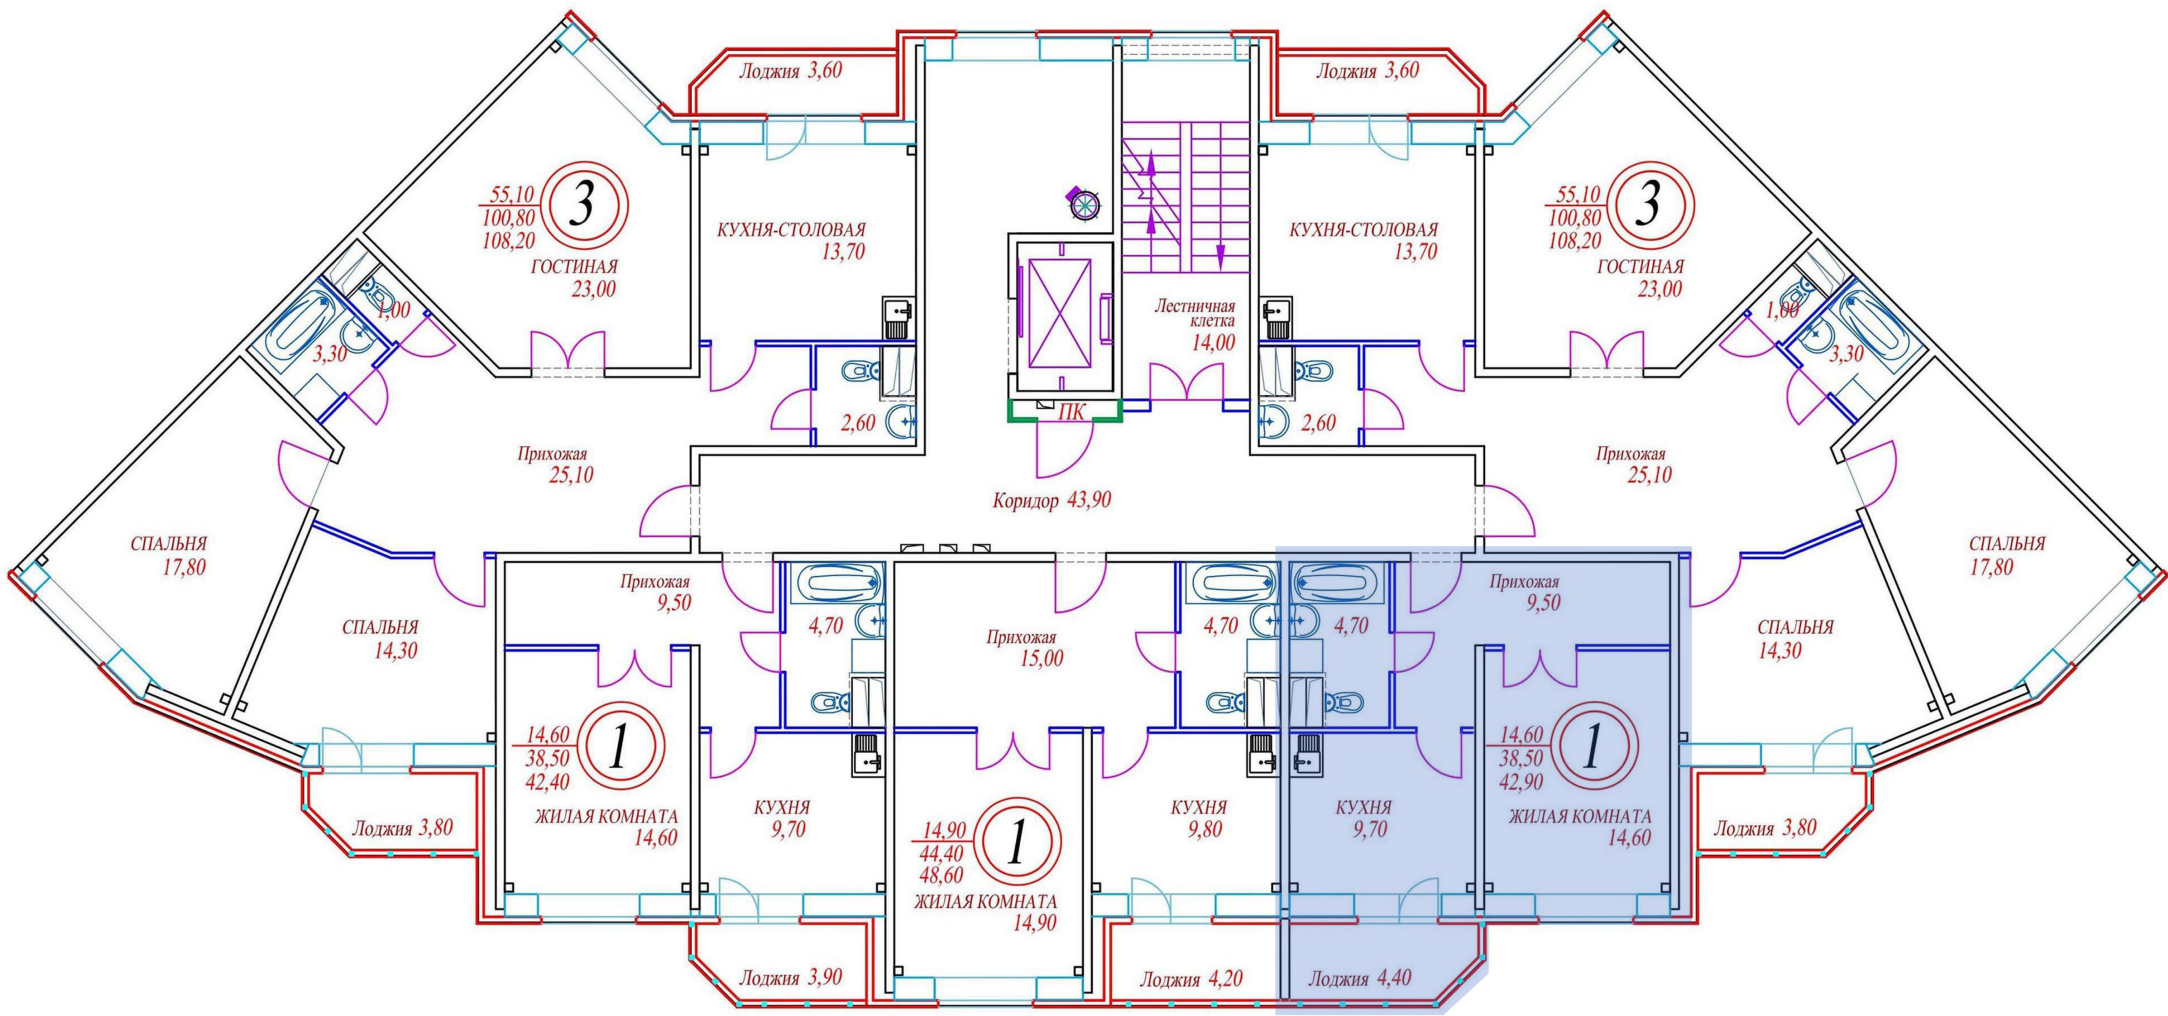 Лоджия 3,60
Лоджия 3,60
55,10
100,80
108,20
3
ГОСТИНАЯ
23,00
КУХНЯ-СТОЛОВАЯ
13,70
КУХНЯ-СТОЛОВАЯ
13,70
55,10
100,80
108,20
3
ГОСТИНАЯ
23,00
1,00
3,30
Лестничная
клетка
14,00
1,00
3,30
2,60
ПК
2,60
Прихожая
25,10
Коридор 43,90
Прихожая
25,10
СПАЛЬНЯ
17,80
СПАЛЬНЯ
17,80
СПАЛЬНЯ
14,30
Прихожая
9,50
4,70
Прихожая
15,00
4,70
4,70
Прихожая
9,50
СПАЛЬНЯ
14,30
14,60
38,50
42,40
1
ЖИЛАЯ КОМНАТА
14,60
КУХНЯ
9,70
14,90
44,40
48,60
1
ЖИЛАЯ КОМНАТА
14,90
КУХНЯ
9,80
КУХНЯ
9,70
14,60
38,50
42,90
1
ЖИЛАЯ КОМНАТА
14,60
Лоджия 3,80
Лоджия 3,80
Лоджия 3,90
Лоджия 4,20
Лоджия 4,40